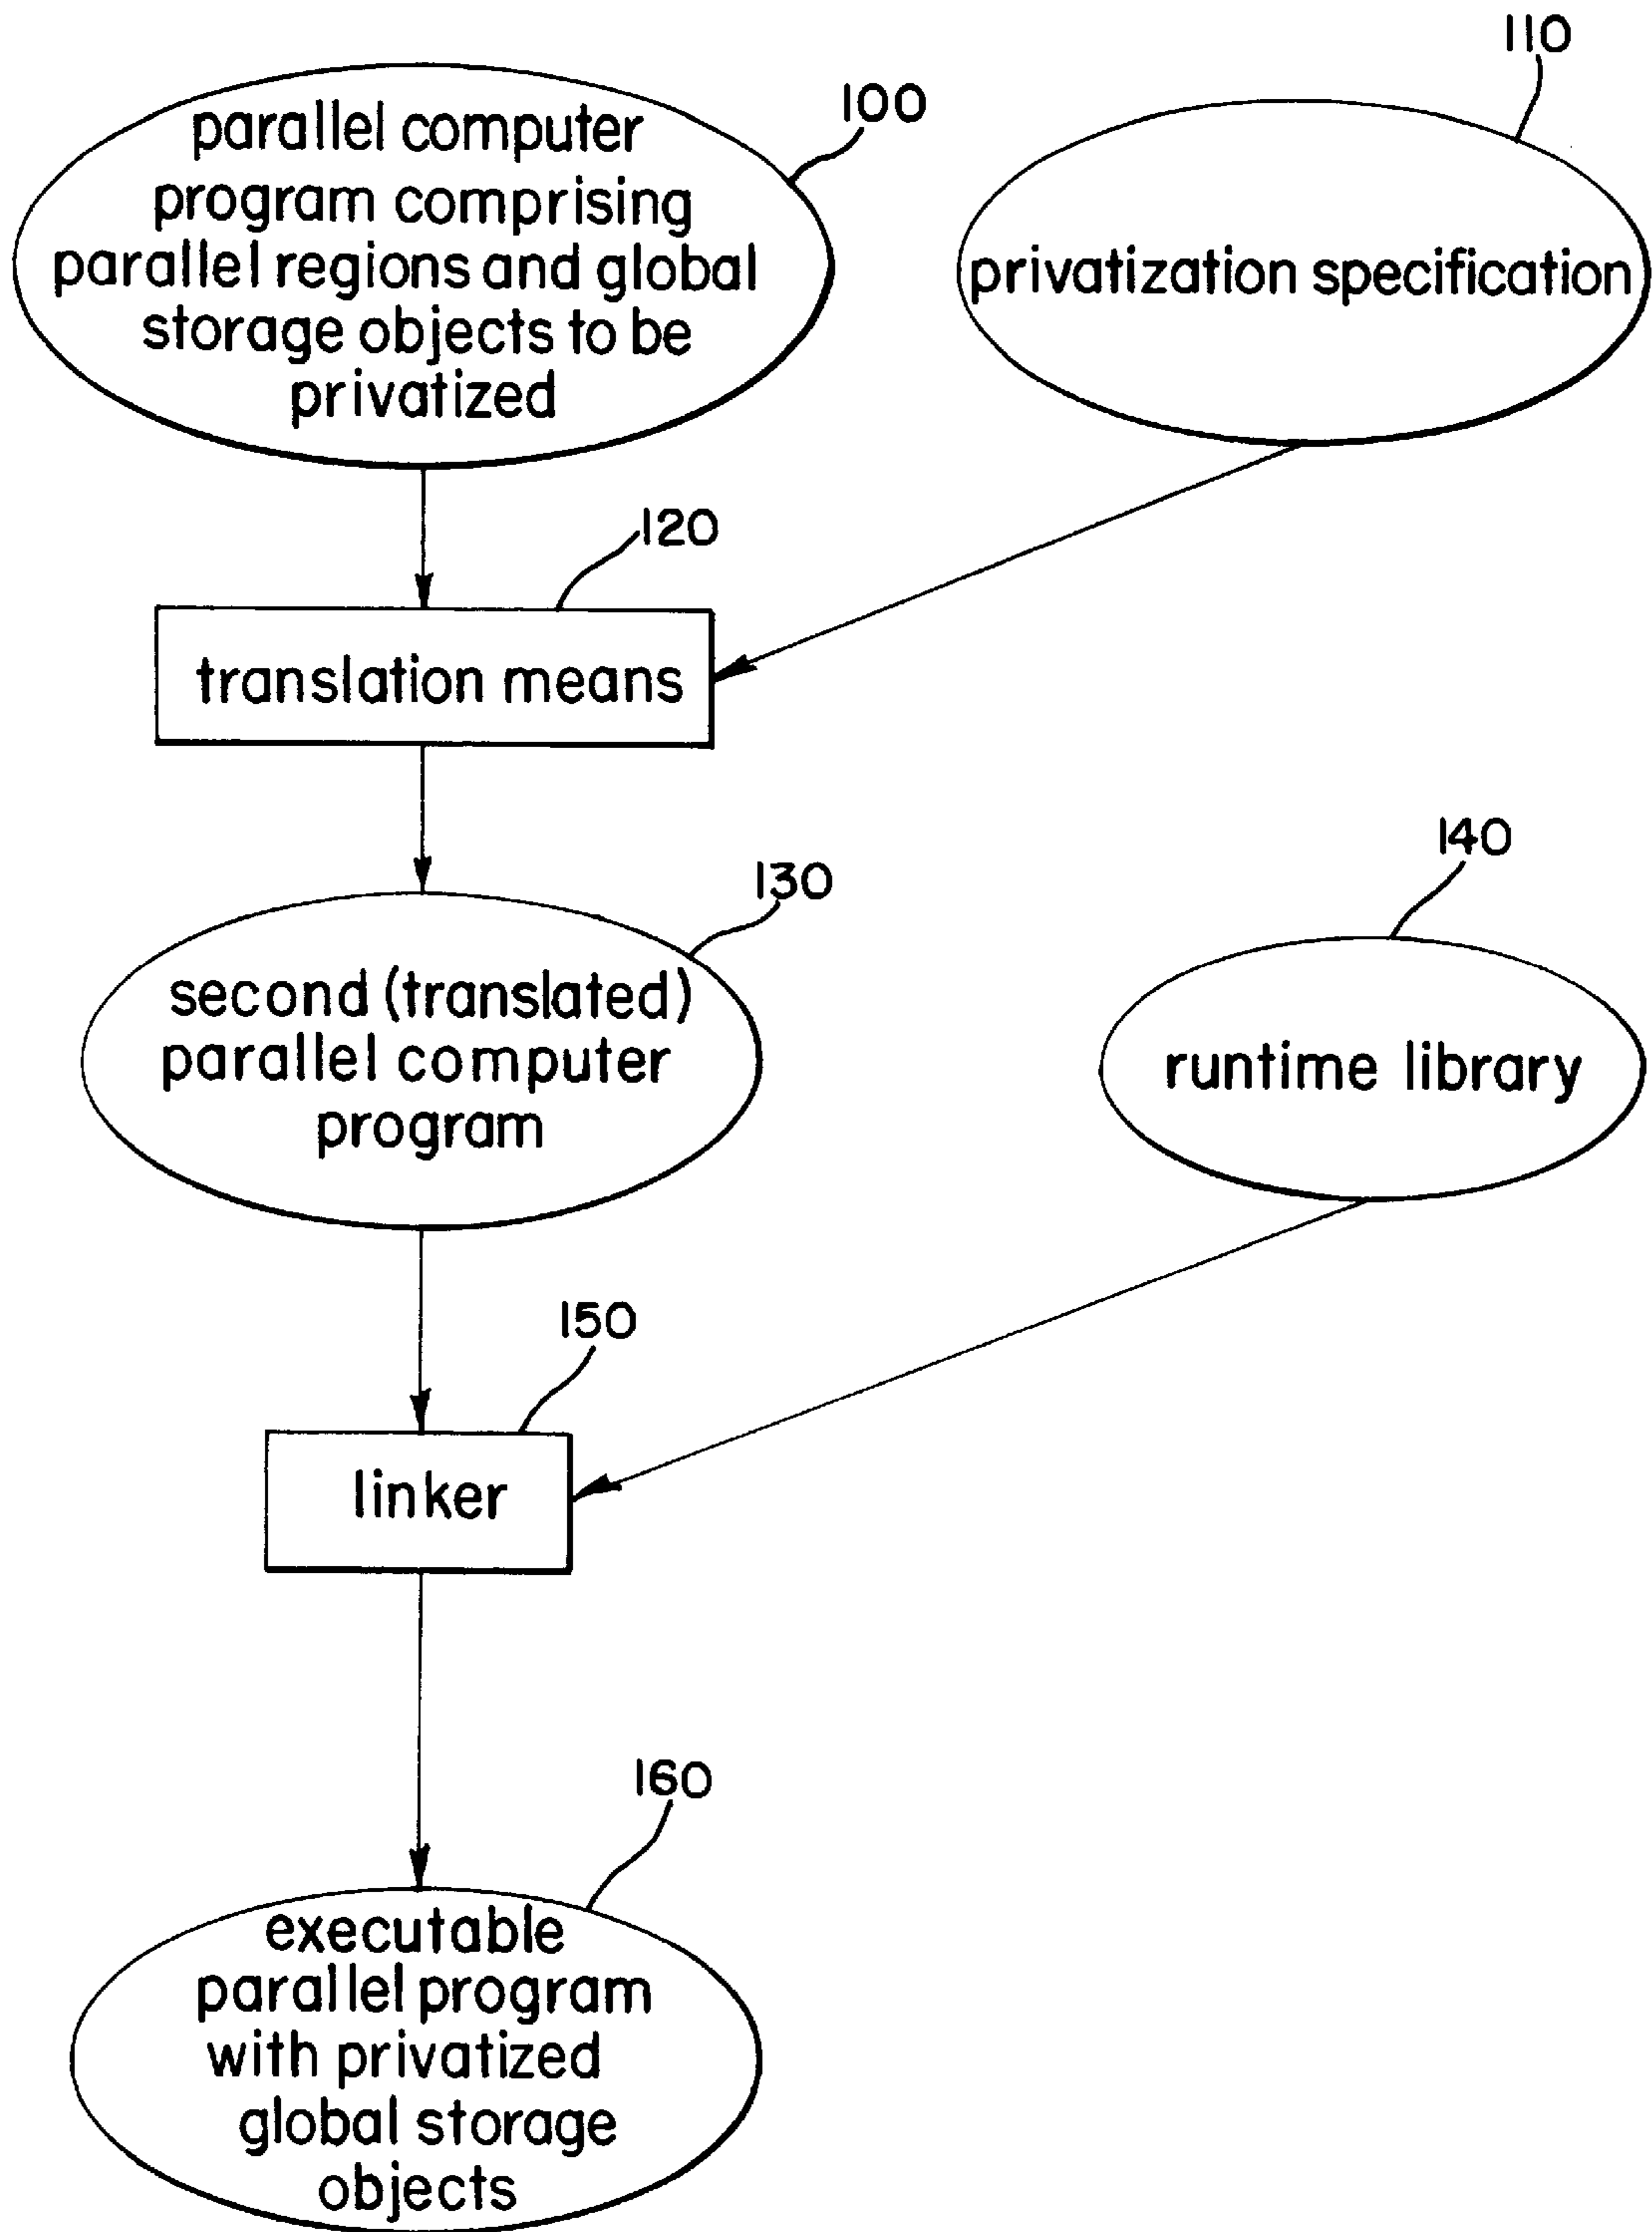 110
100
parallel computer
program comprising
parallel regions and global
storage objects to be
privatized
privatization specification
120
translation means
130
second (translated)
parallel computer
program
140
runtime library
150
linker
160
executable
parallel program
with privatized
global storage
objects